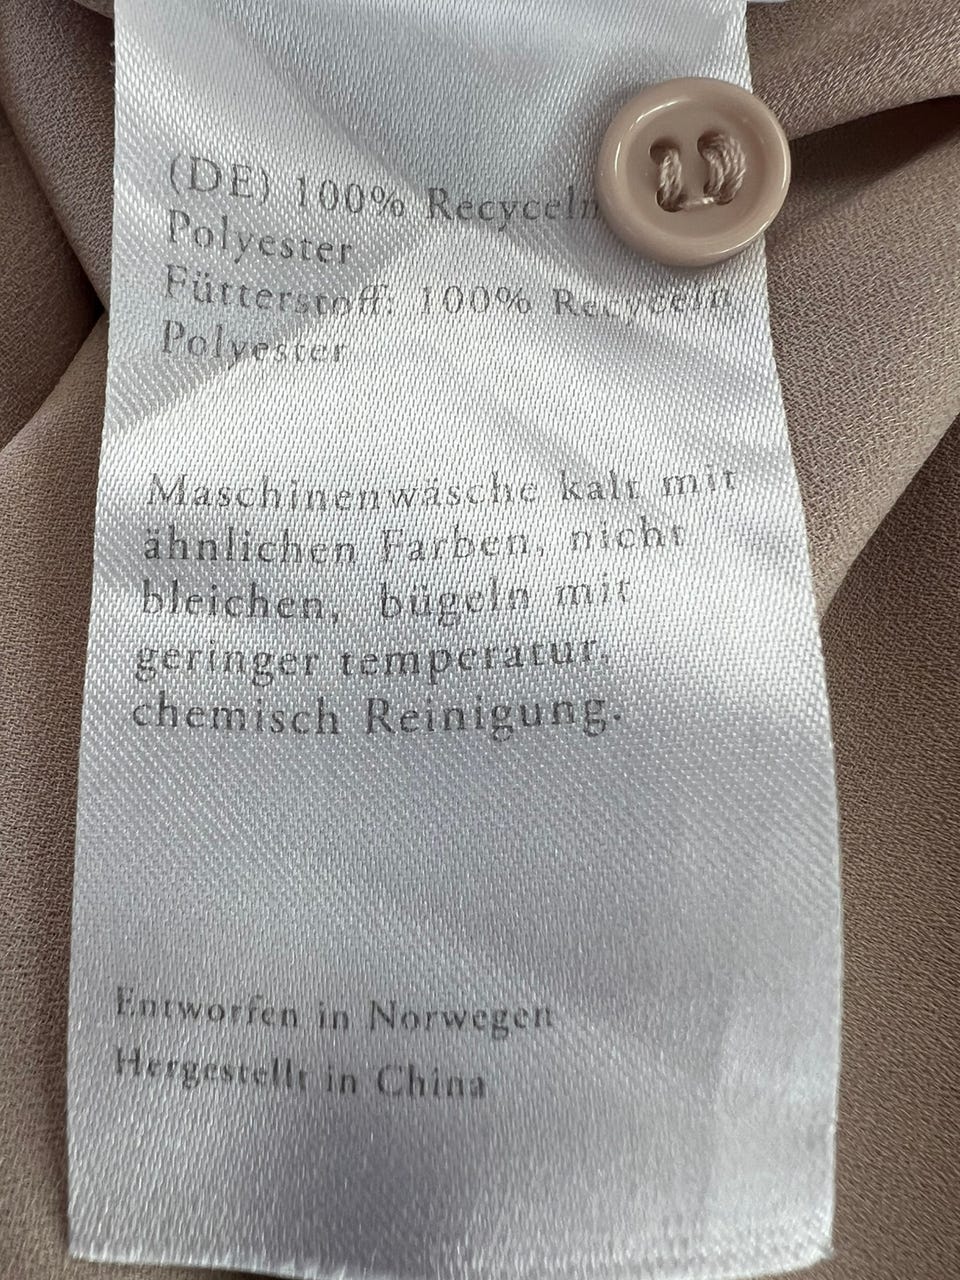 (DE) 100% Recyceln
Polyester
Fütterstoff: 100% Recyceln
Polyester
Maschinenwäsche kalt mit
ähnlichen Farben, nicht
bleichen, bügeln mit
geringer temperatur,
chemisch Reinigung.
Entworfen in Norwegen
Hergestellt in China